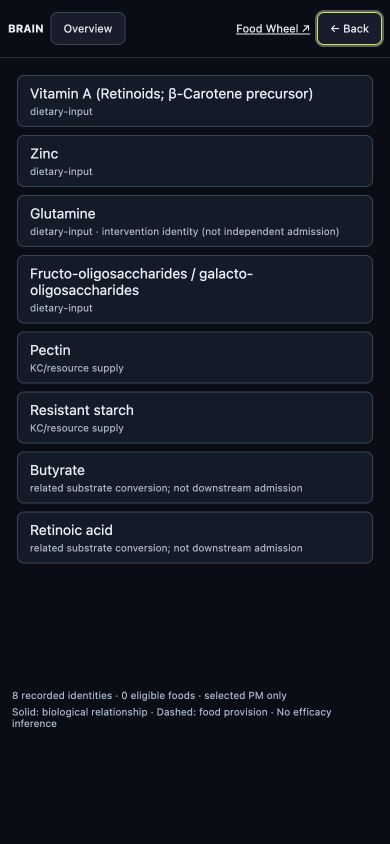 BRAIN
Overview
Food Wheel ↗
← Back
Vitamin A (Retinoids; β-Carotene precursor)
dietary-input
Zinc
dietary-input
Glutamine
dietary-input · intervention identity (not independent admission)
Fructo-oligosaccharides / galacto-
oligosaccharides
dietary-input
Pectin
KC/resource supply
Resistant starch
KC/resource supply
Butyrate
related substrate conversion; not downstream admission
Retinoic acid
related substrate conversion; not downstream admission
8 recorded identities · 0 eligible foods · selected PM only
Solid: biological relationship · Dashed: food provision · No efficacy
inference